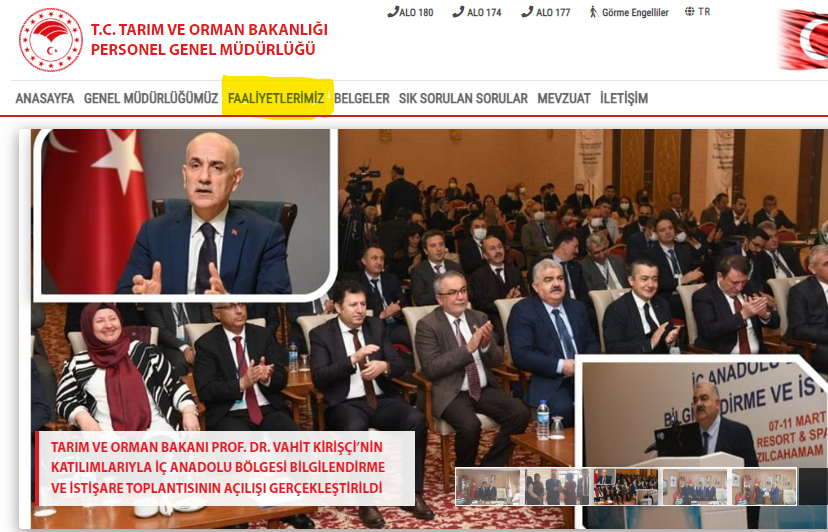 T.C. TARIM VE ORMAN BAKANLIĞI
PERSONEL GENEL MÜDÜRLÜĞÜ
ALO 180 ALO 174 ALO 177 Görme Engelliler TR
ANASAYFA GENEL MÜDÜRLÜĞÜMÜZ FAALİYETLERİMİZ BELGELER SIK SORULAN SORULAR MEVZUAT İLETİŞİM
İÇ ANADOLU
BİLGİLENDİRME VE İST
07-11 MART
RESORT & SPA
ZILCAHAMAM
TARIM VE ORMAN BAKANI PROF. DR. VAHİT KİRİŞÇİ'NİN
KATILIMLARIYLA İÇ ANADOLU BÖLGESİ BİLGİLENDİRME
VE İSTİŞARE TOPLANTISININ AÇILIŞI GERÇEKLEŞTİRİLDİ